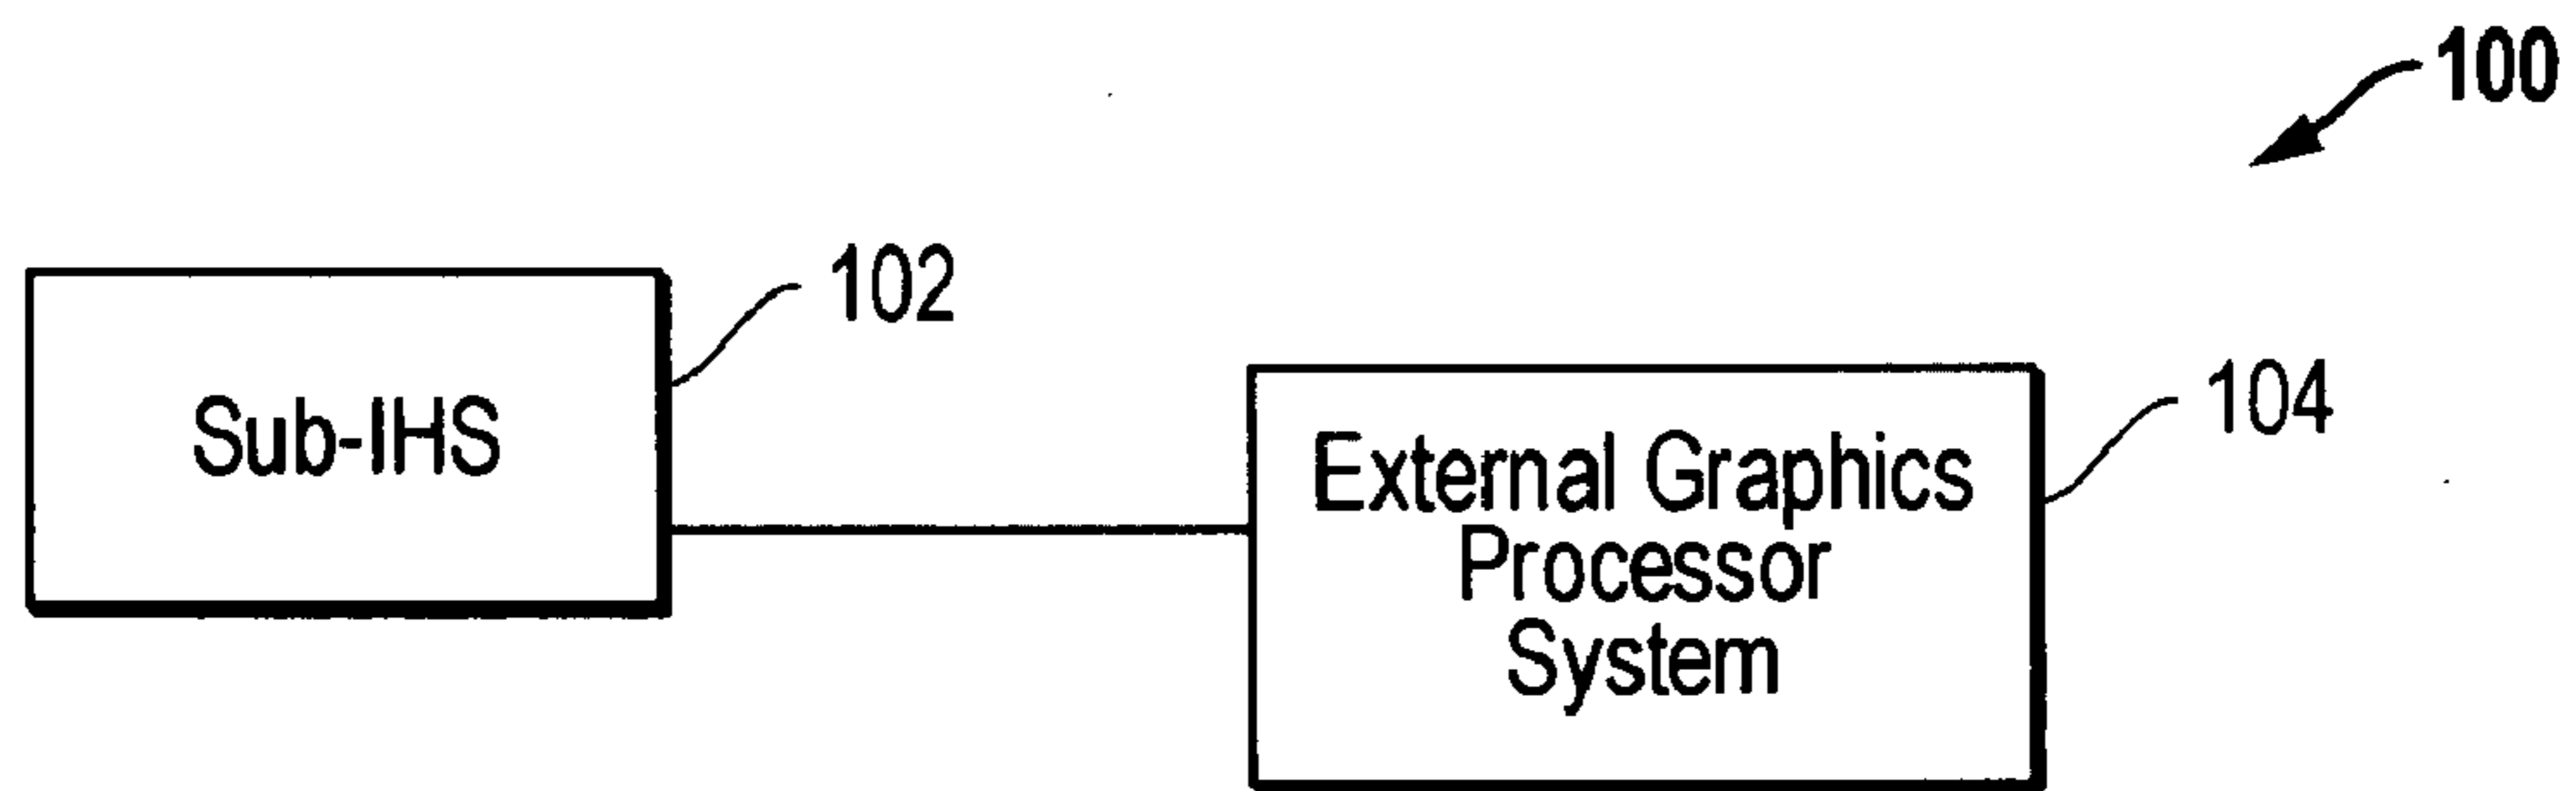 100
102
Sub-IHS
104
External Graphics
Processor
System